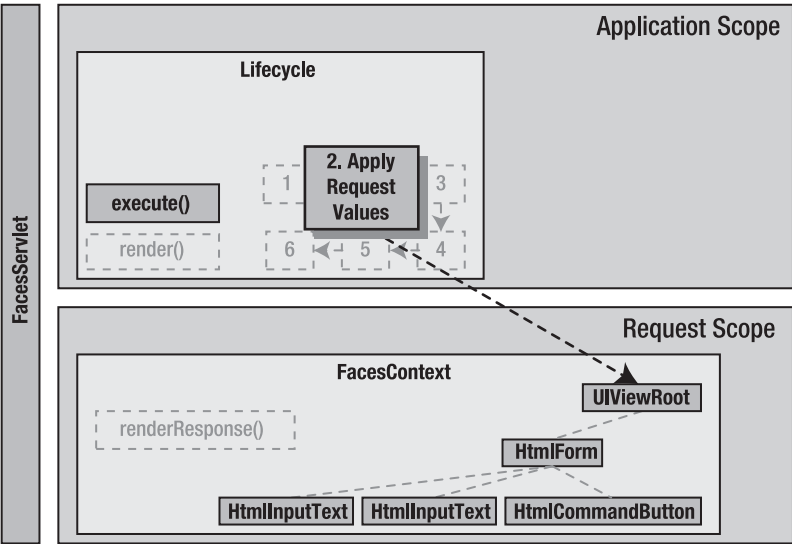 FacesServlet
Application Scope
Lifecycle
2. Apply
Request
Values
1
3
execute()
render()
6
5
4
Request Scope
FacesContext
UIViewRoot
renderResponse()
HtmlForm
HtmlInputText
HtmlInputText
HtmlCommandButton